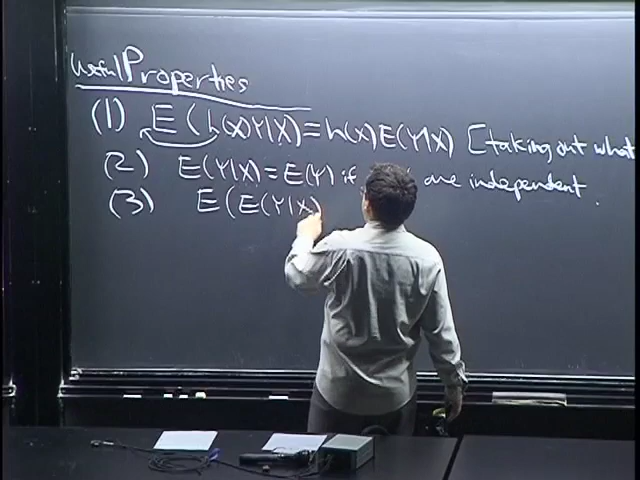 Useful Properties
(1) E(h(X)Y|X) = h(X)E(Y|X) [taking out what
(2) E(Y|X) = E(Y) if are independent.
(3) E(E(Y|X)